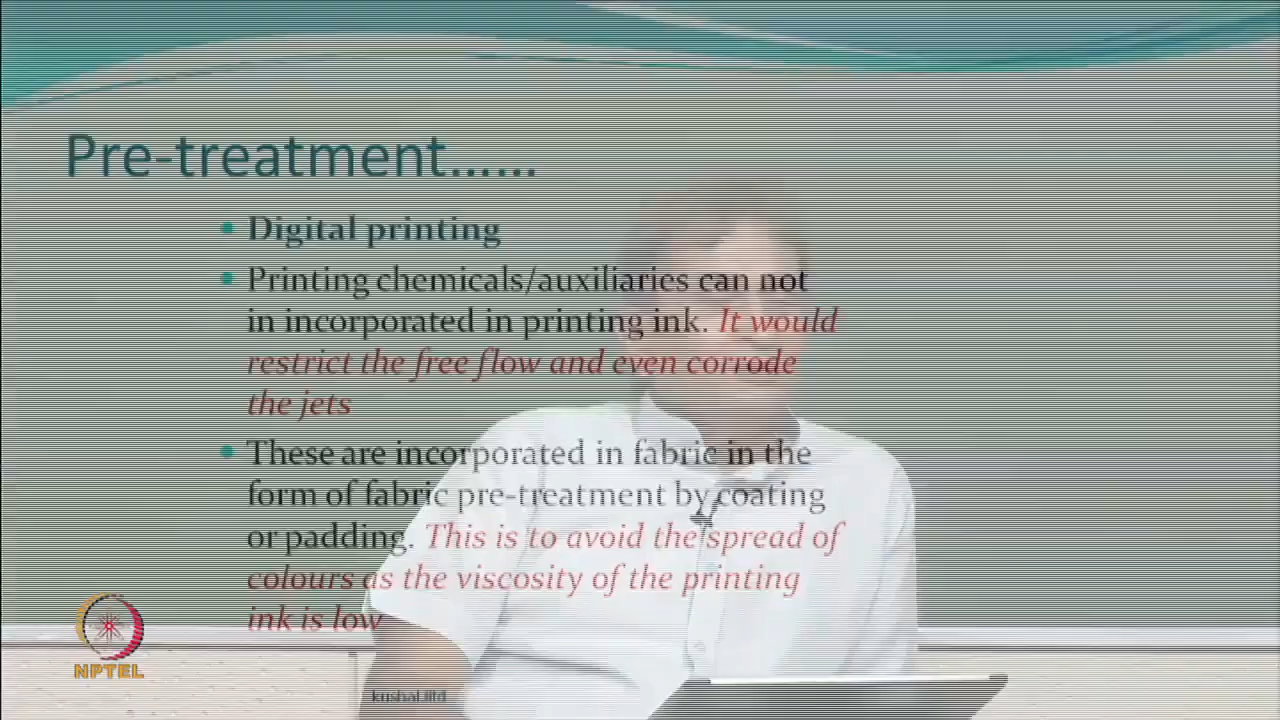 Pre-treatment......
Digital printing
Printing chemicals/auxiliaries can not
in incorporated in printing ink. It would
restrict the free flow and even corrode
the jets
These are incorporated in fabric in the
form of fabric pre-treatment by coating
or padding. This is to avoid the spread of
colours as the viscosity of the printing
ink is low
NPTEL
kushal.iitd